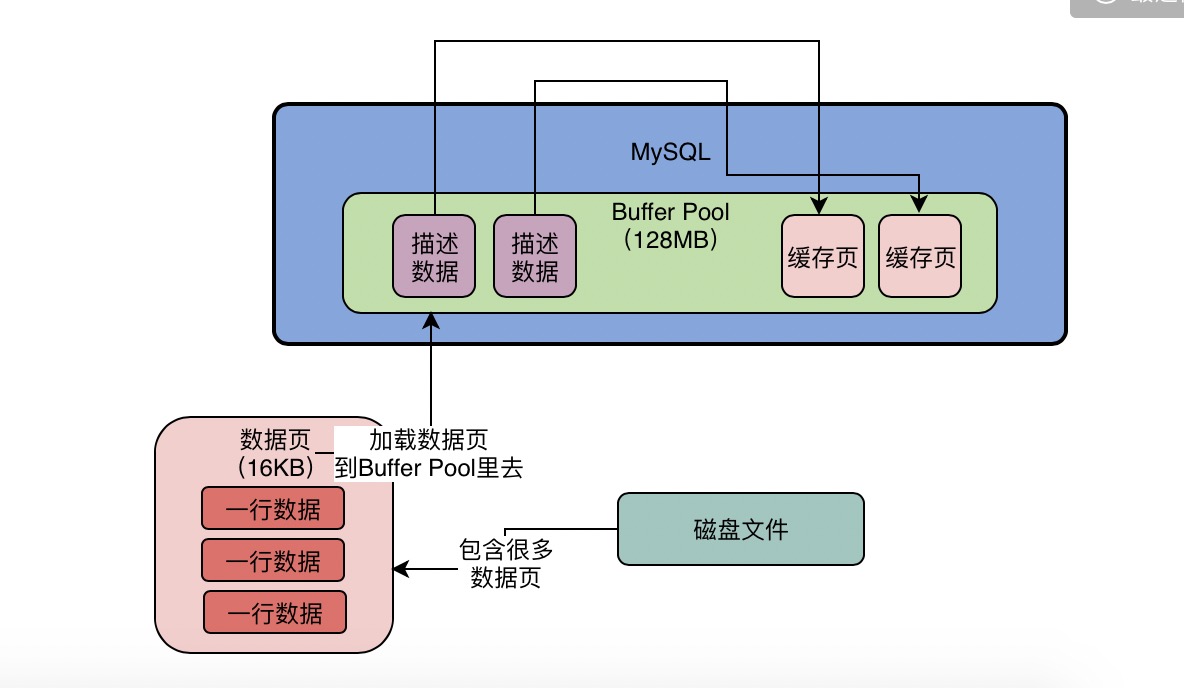 MySQL
Buffer Pool
（128MB）
描述
数据
描述
数据
缓存页
缓存页
数据页
（16KB）
加载数据页
到Buffer Pool里去
一行数据
一行数据
一行数据
包含很多
数据页
磁盘文件